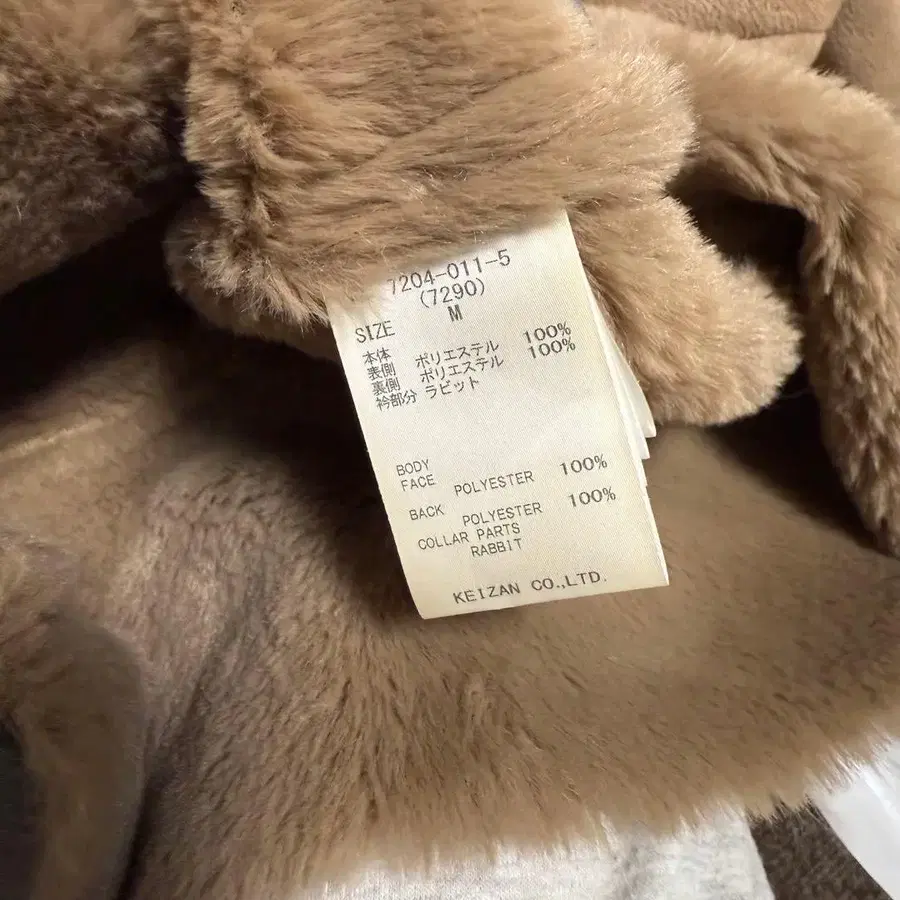 7204-011-5
(7290)
SIZE M
本体
表側 ポリエステル 100%
裏側 ポリエステル 100%
衿部分 ラビット
BODY
FACE POLYESTER 100%
BACK POLYESTER 100%
COLLAR PARTS
RABBIT
KEIZAN CO.,LTD.